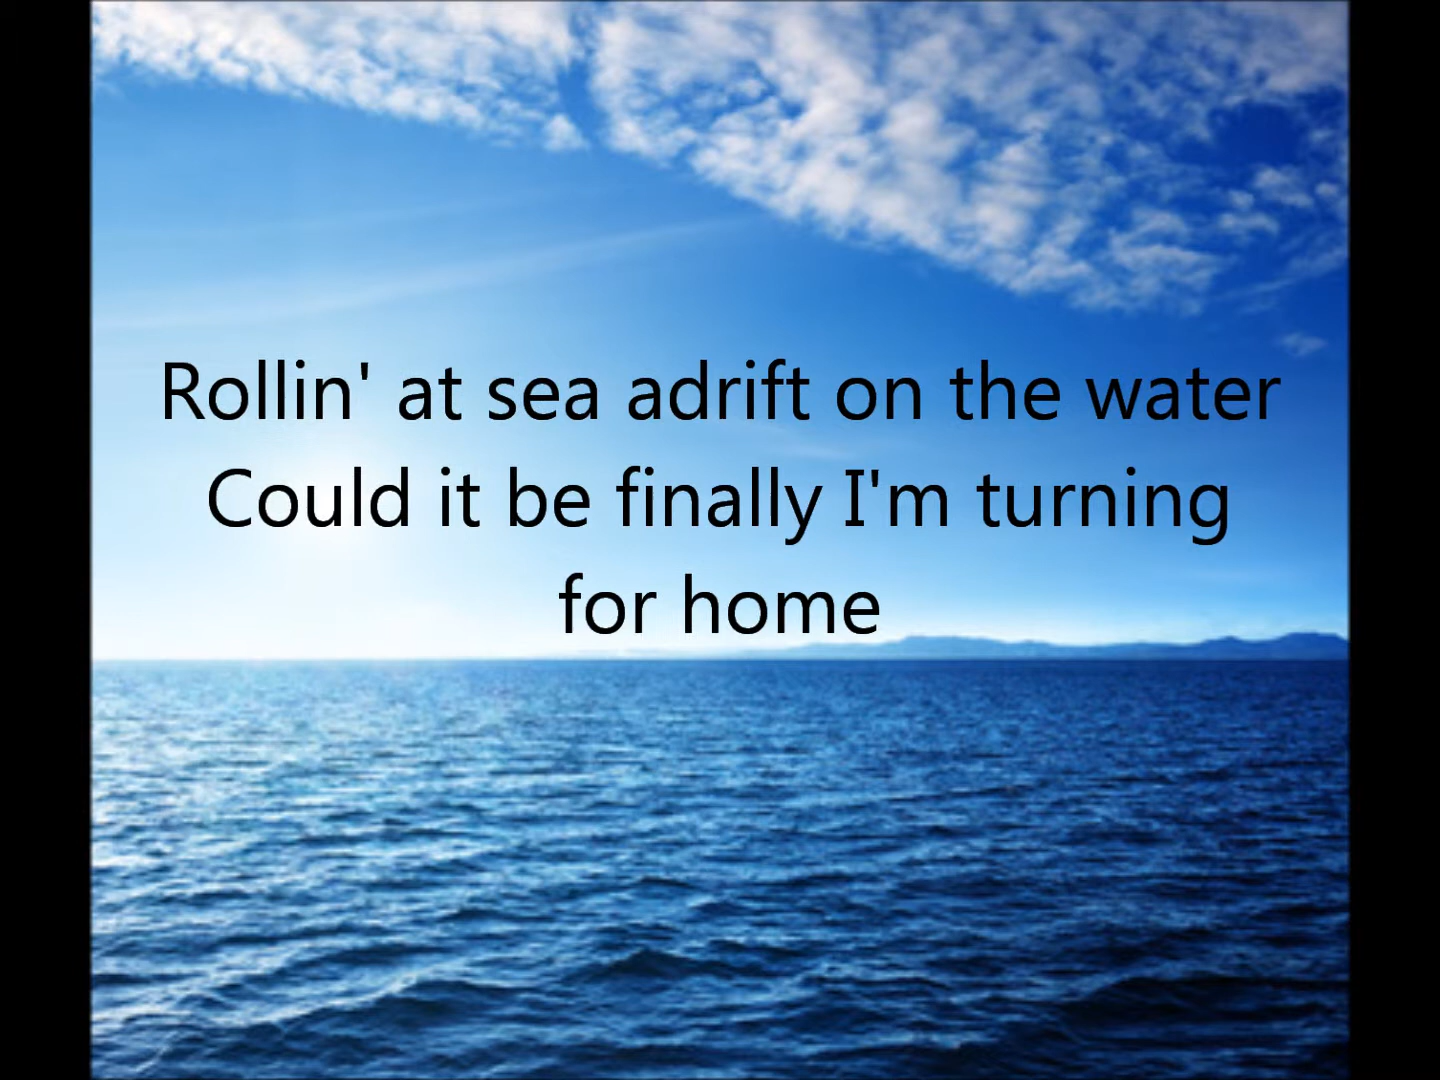 Rollin' at sea adrift on the water
Could it be finally I'm turning
for home